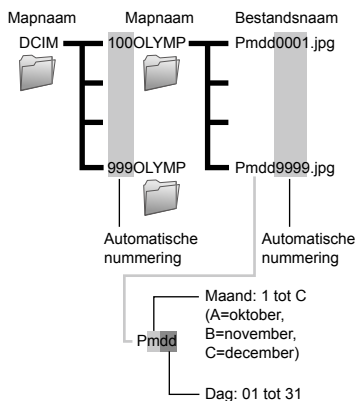 Mapnaam Mapnaam Bestandsnaam
DCIM 100OLYMP Pmdd0001.jpg
999OLYMP Pmdd9999.jpg
Automatische
nummering
Automatische
nummering
Maand: 1 tot C
(A=oktober,
B=november,
C=december)
Pmdd
Dag: 01 tot 31